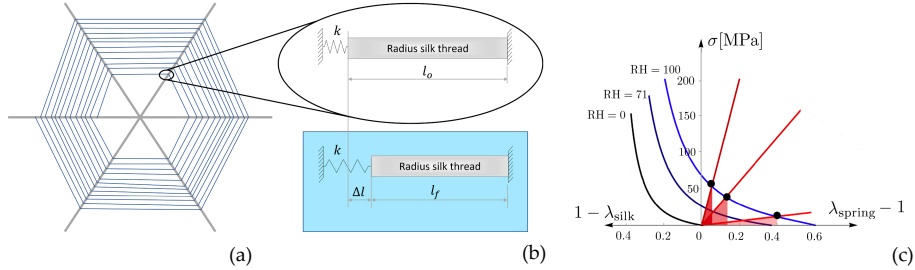 k
Radius silk thread
l_o
k
Radius silk thread
Δl
l_f
(a)
(b)
σ[MPa]
200
150
100
50
RH = 100
RH = 71
RH = 0
1 − λ_silk
λ_spring − 1
0.4
0.2
0
0.2
0.4
0.6
(c)